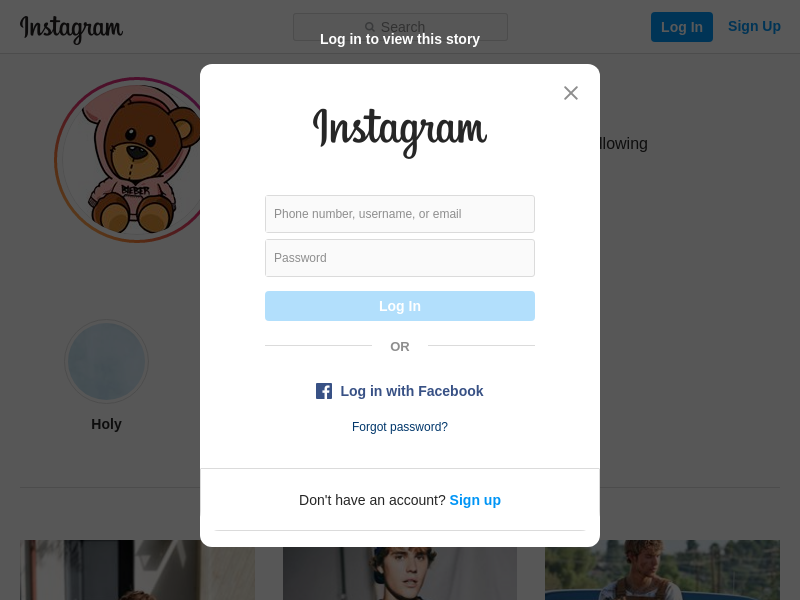 Instagram
Search
Log In
Sign Up
Log in to view this story
Instagram
llowing
BIEBER
Phone number, username, or email
Password
Log In
OR
Log in with Facebook
Forgot password?
Holy
Don't have an account? Sign up